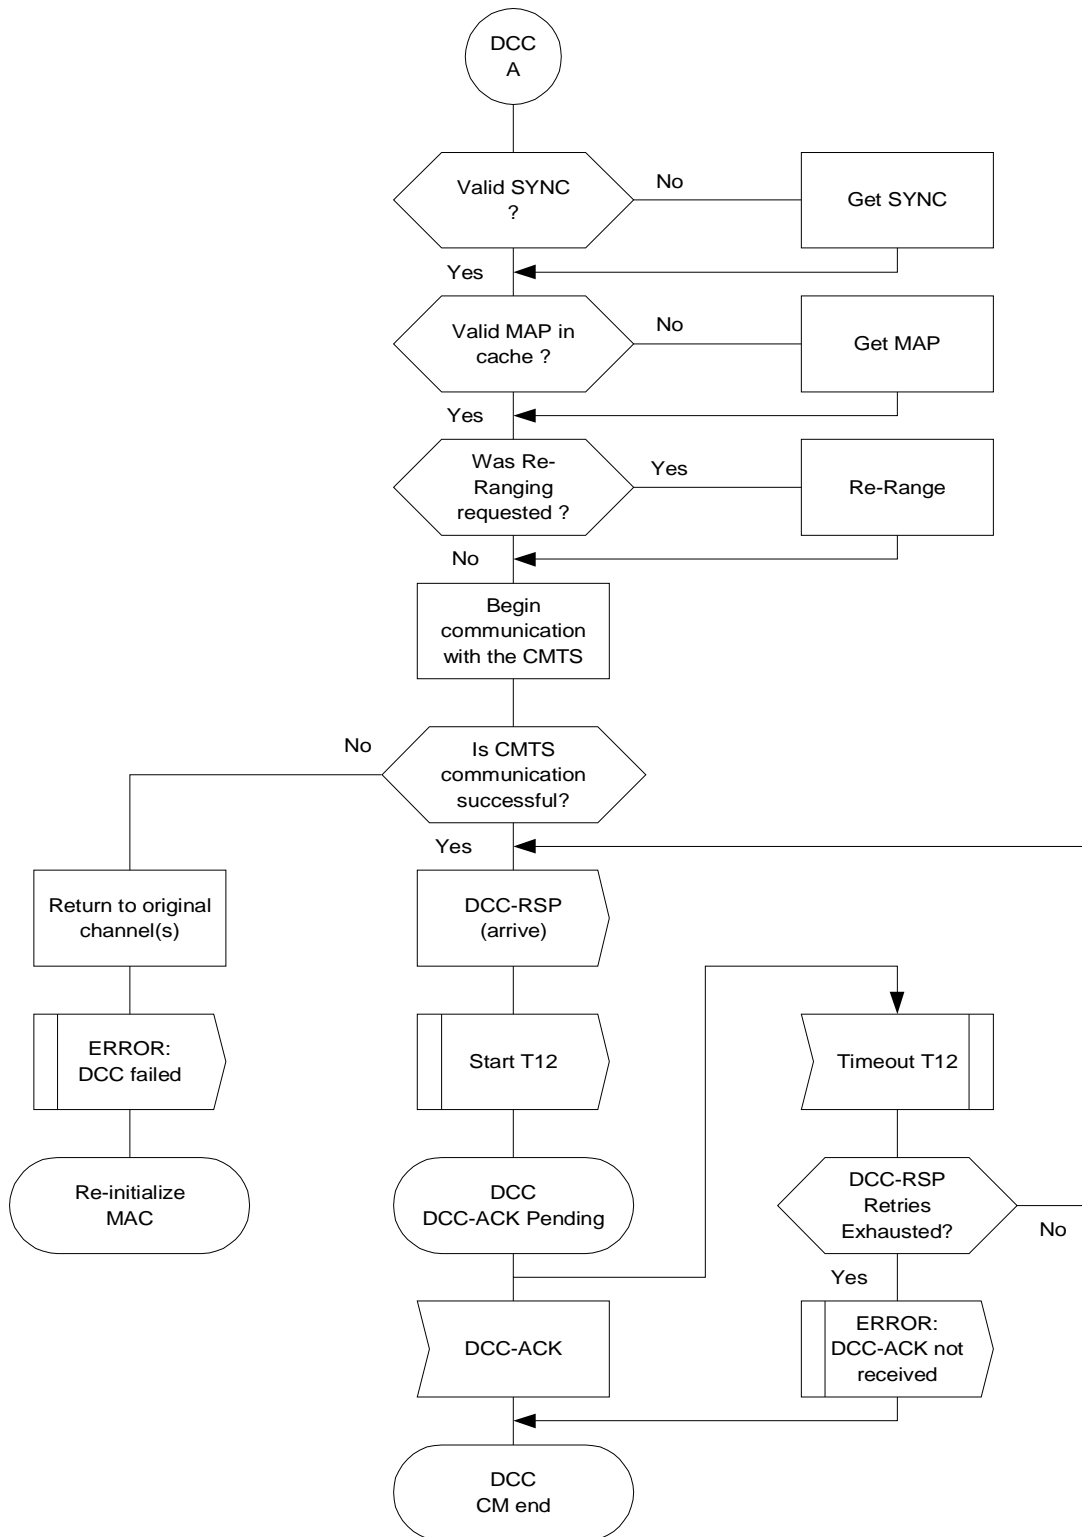 DCC
A
Valid SYNC
?
No
Get SYNC
Yes
Valid MAP in
cache ?
No
Get MAP
Yes
Was Re-
Ranging
requested ?
Yes
Re-Range
No
Begin
communication
with the CMTS
No
Is CMTS
communication
successful?
Yes
Return to original
channel(s)
DCC-RSP
(arrive)
ERROR:
DCC failed
Start T12
Timeout T12
Re-initialize
MAC
DCC
DCC-ACK Pending
DCC-RSP
Retries
Exhausted?
No
Yes
DCC-ACK
ERROR:
DCC-ACK not
received
DCC
CM end